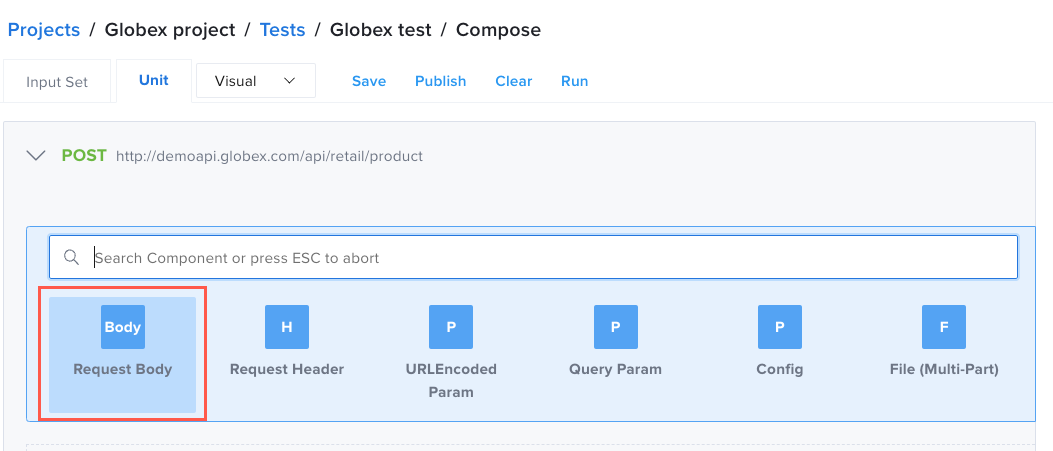 Projects / Globex project / Tests / Globex test / Compose
Input Set Unit Visual Save Publish Clear Run
POST http://demoapi.globex.com/api/retail/product
Search Component or press ESC to abort
Body H P P P F
Request Body Request Header URLEncoded Param Query Param Config File (Multi-Part)